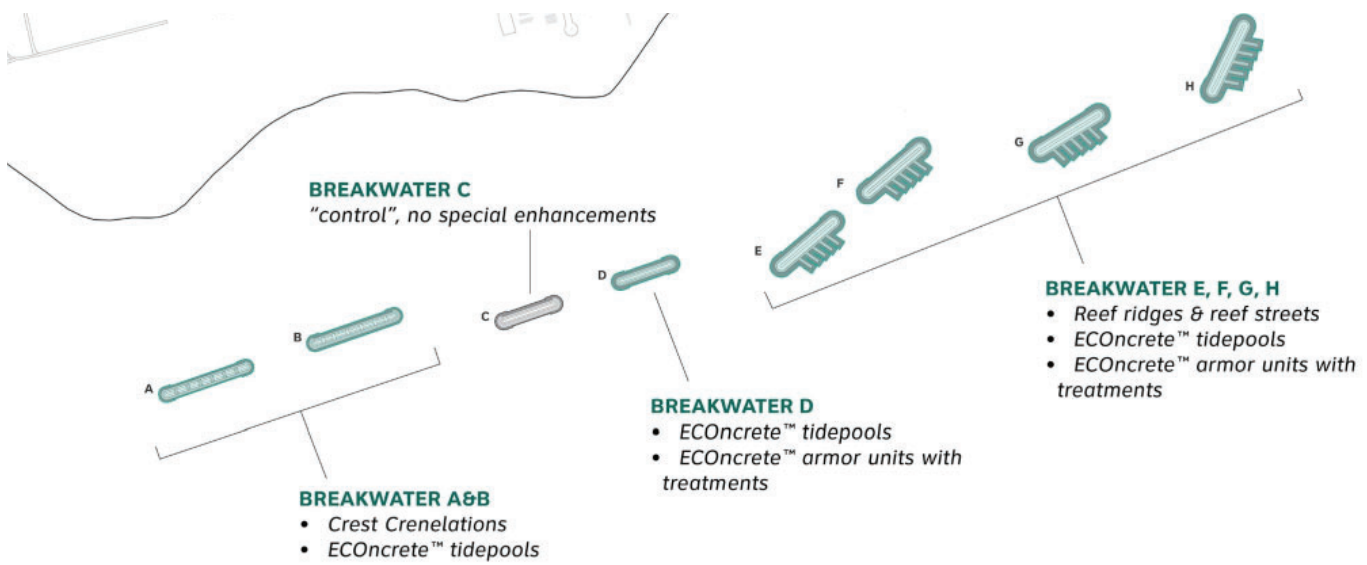 H
G
F
BREAKWATER C
"control", no special enhancements
E
D
C
B
A
BREAKWATER E, F, G, H
• Reef ridges & reef streets
• ECOncrete™ tidepools
• ECOncrete™ armor units with
treatments
BREAKWATER D
• ECOncrete™ tidepools
• ECOncrete™ armor units with
treatments
BREAKWATER A&B
• Crest Crenelations
• ECOncrete™ tidepools